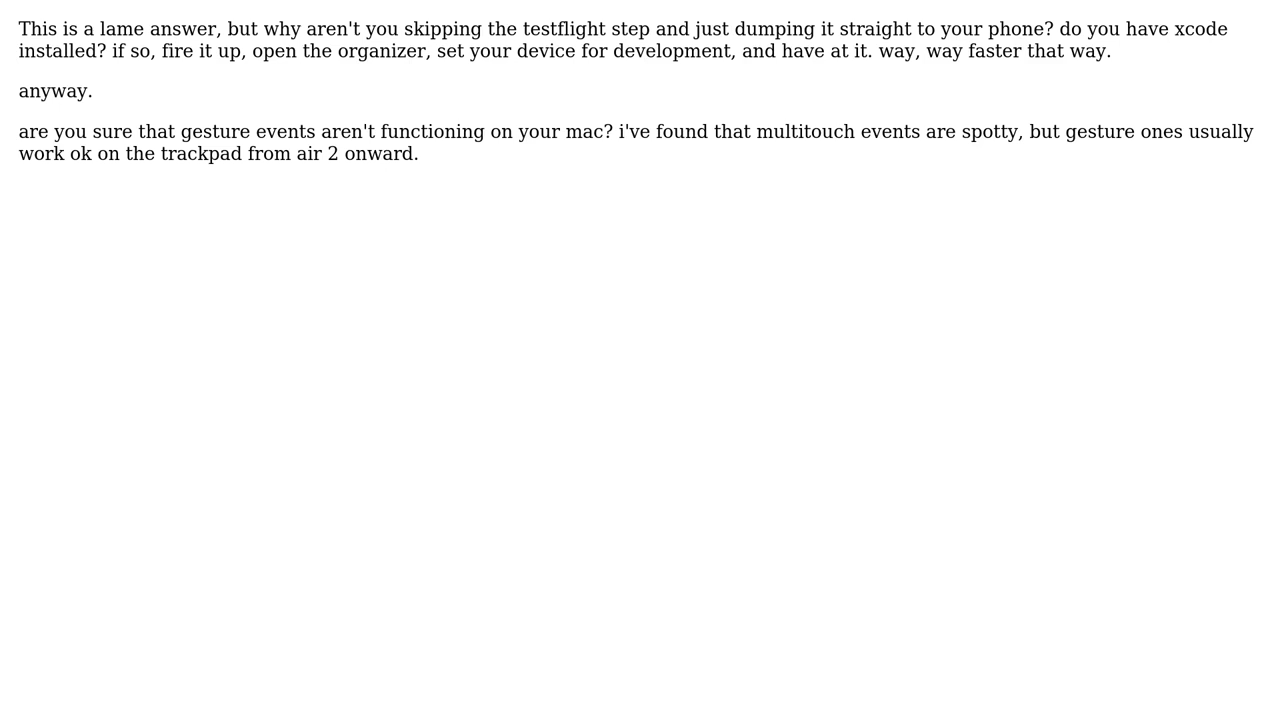 This is a lame answer, but why aren't you skipping the testflight step and just dumping it straight to your phone? do you have xcode
installed? if so, fire it up, open the organizer, set your device for development, and have at it. way, way faster that way.
anyway.
are you sure that gesture events aren't functioning on your mac? i've found that multitouch events are spotty, but gesture ones usually
work ok on the trackpad from air 2 onward.